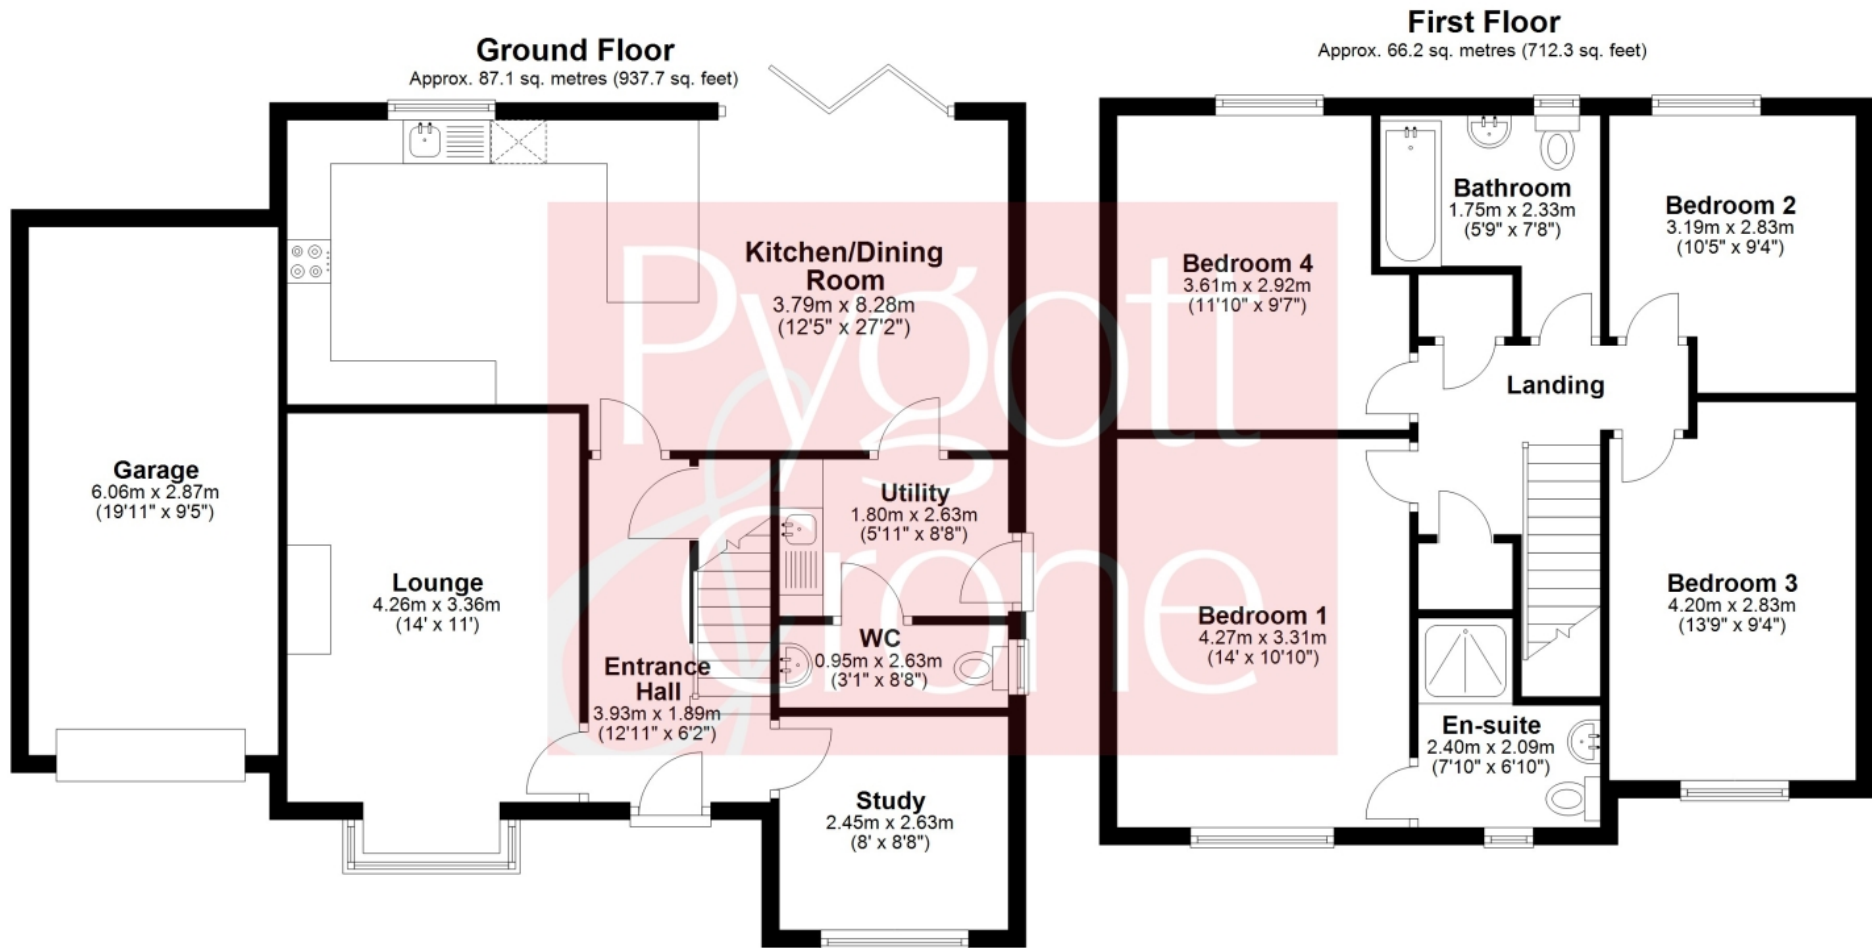 Ground Floor
Approx. 87.1 sq. metres (937.7 sq. feet)
First Floor
Approx. 66.2 sq. metres (712.3 sq. feet)
Kitchen/Dining
Room
3.79m x 8.28m
(12'5" x 27'2")
Garage
6.06m x 2.87m
(19'11" x 9'5")
Lounge
4.26m x 3.36m
(14' x 11')
Utility
1.80m x 2.63m
(5'11" x 8'8")
WC
0.95m x 2.63m
(3'1" x 8'8")
Entrance
Hall
3.93m x 1.89m
(12'11" x 6'2")
Study
2.45m x 2.63m
(8' x 8'8")
Bathroom
1.75m x 2.33m
(5'9" x 7'8")
Bedroom 2
3.19m x 2.83m
(10'5" x 9'4")
Bedroom 4
3.61m x 2.92m
(11'10" x 9'7")
Landing
Bedroom 1
4.27m x 3.31m
(14' x 10'10")
Bedroom 3
4.20m x 2.83m
(13'9" x 9'4")
En-suite
2.40m x 2.09m
(7'10" x 6'10")
Pygott
& Crone